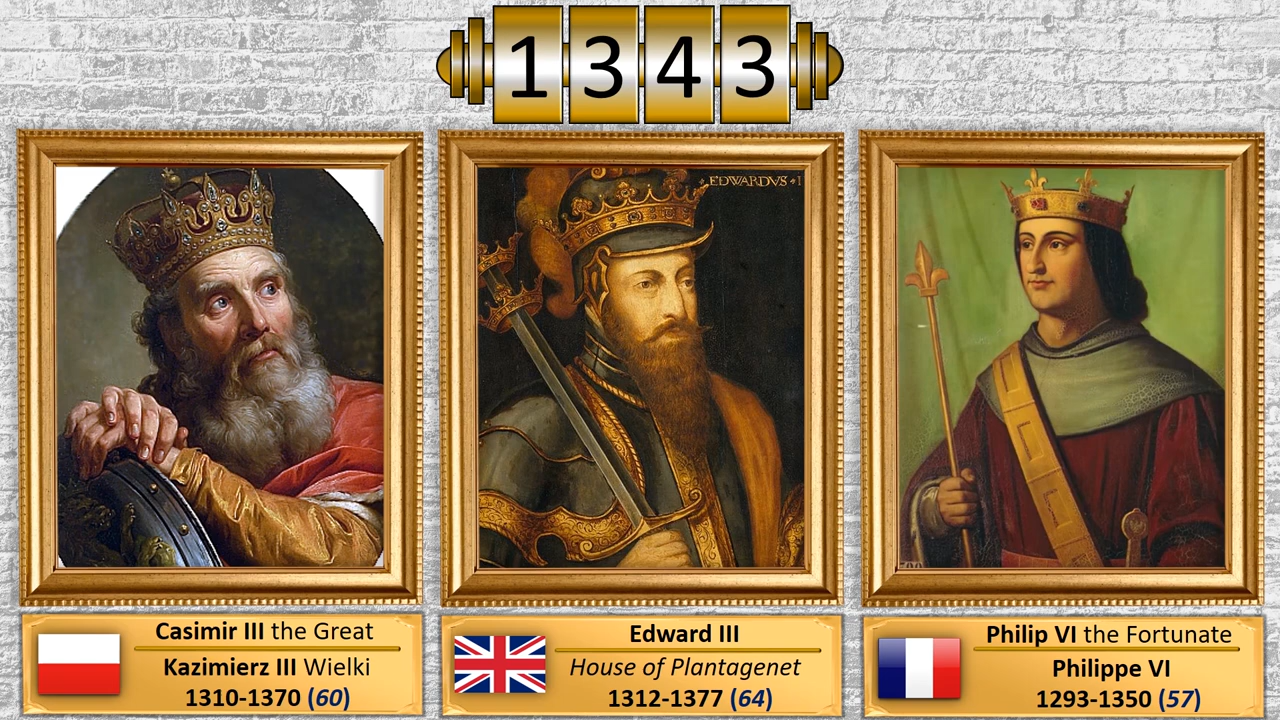 1343
EDWARDVS
Casimir III the Great
Kazimierz III Wielki
1310-1370 (60)
Edward III
House of Plantagenet
1312-1377 (64)
Philip VI the Fortunate
Philippe VI
1293-1350 (57)